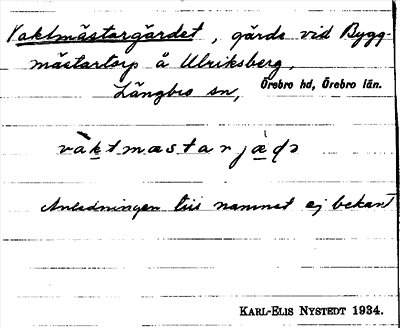 Vaktmästargärdet, gärde vid Bygg-
mästartorp å Ulriksberg,
Längbro sn, Örebro hd, Örebro län.
vàktmastarjǽdə
Anledningen till namnet ej bekant
KARL-ELIS NYSTEDT 1934.